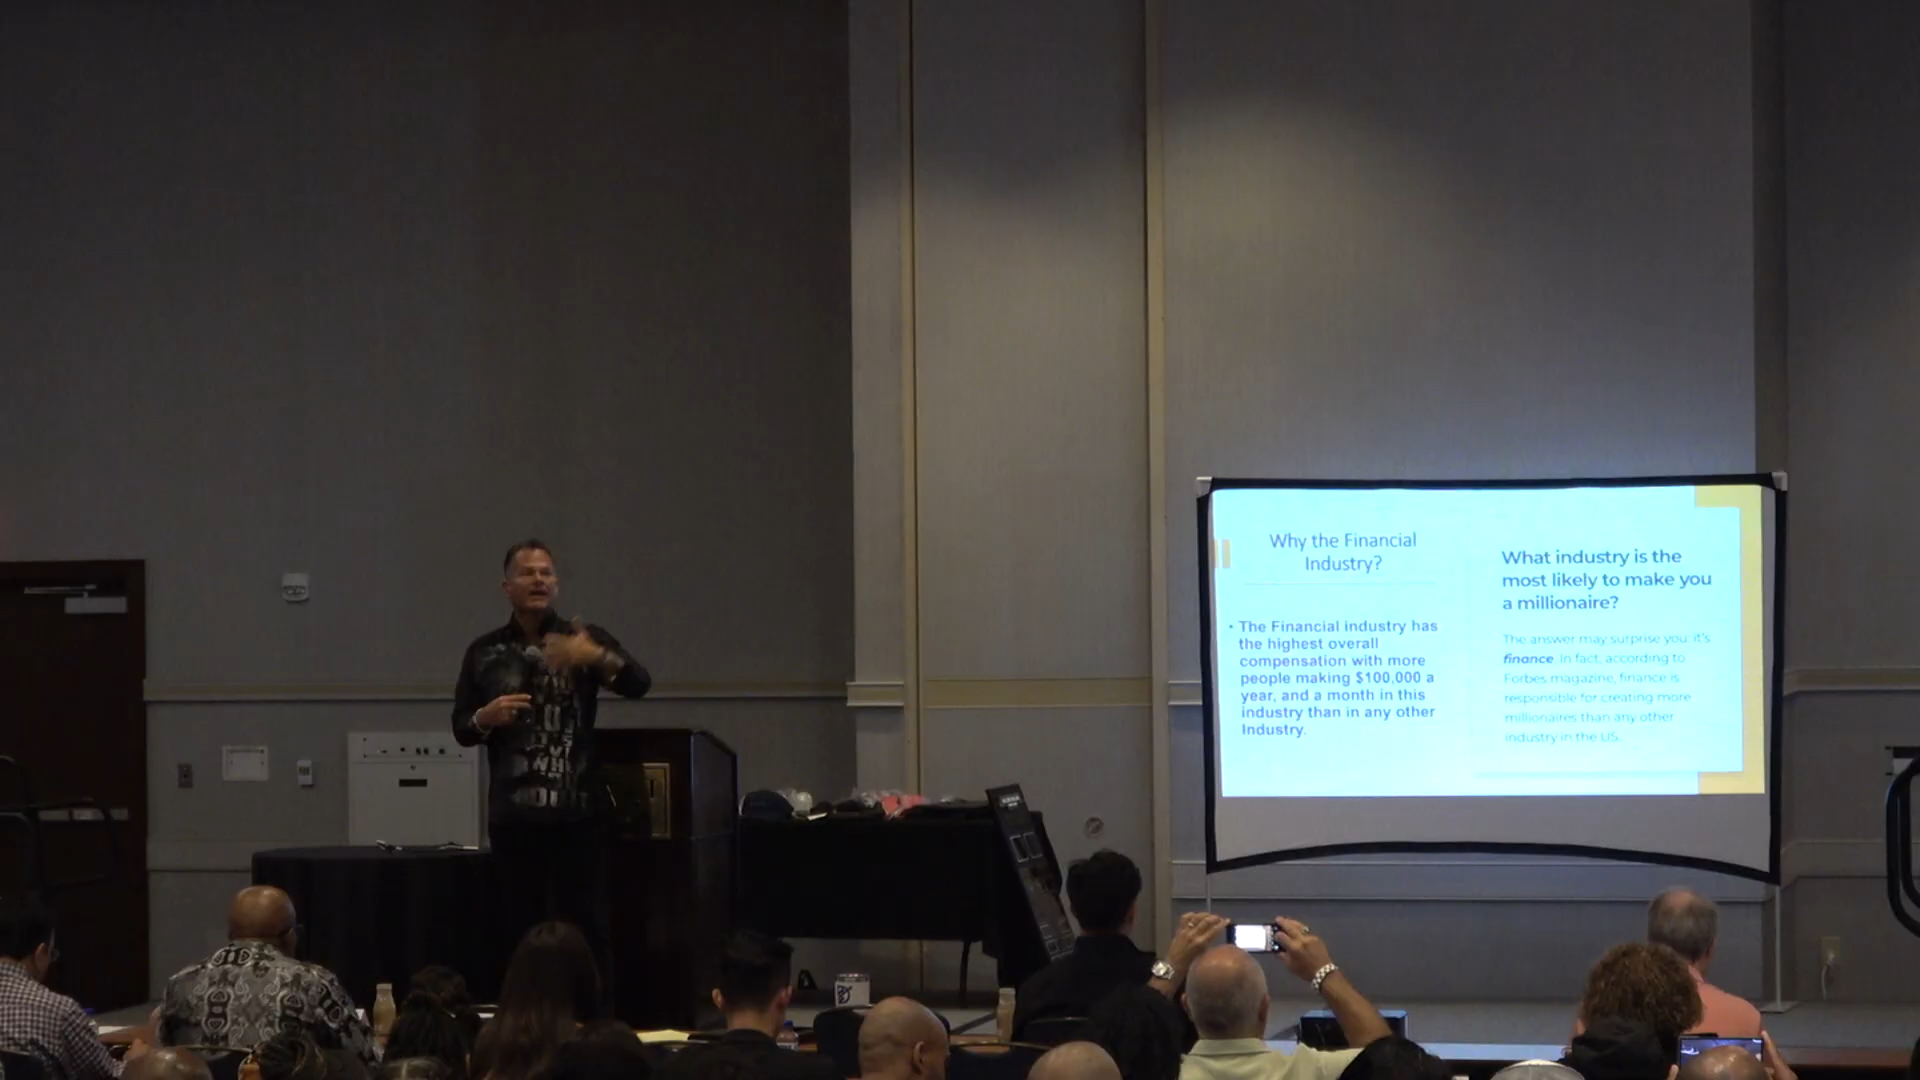 Why the Financial
Industry?
• The Financial industry has
the highest overall
compensation with more
people making $100,000 a
year, and a month in this
industry than in any other
Industry.
What industry is the
most likely to make you
a millionaire?
The answer may surprise you: it's
finance. In fact, according to
Forbes magazine, finance is
responsible for creating more
millionaires than any other
industry in the US.